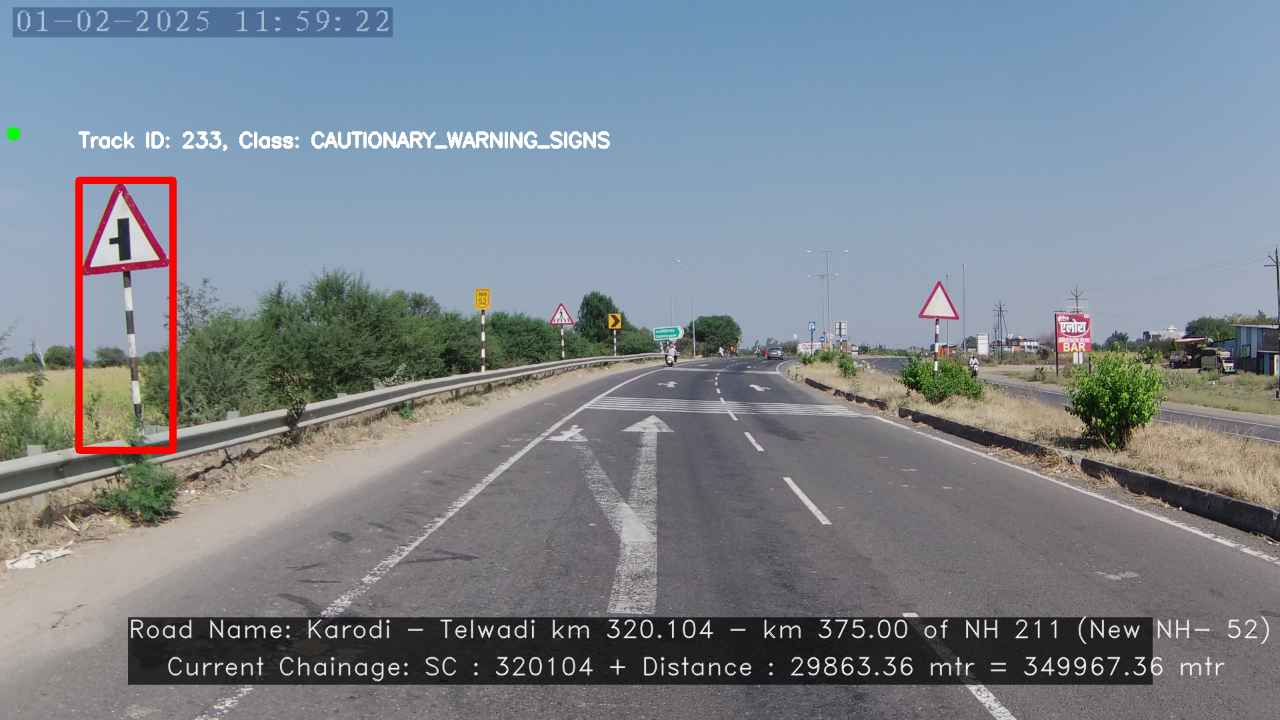 01-02-2025 11:59:22
Track ID: 233, Class: CAUTIONARY_WARNING_SIGNS
एलोरा
BAR
Road Name: Karodi - Telwadi km 320.104 - km 375.00 of NH 211 (New NH- 52)
Current Chainage: SC : 320104 + Distance : 29863.36 mtr = 349967.36 mtr